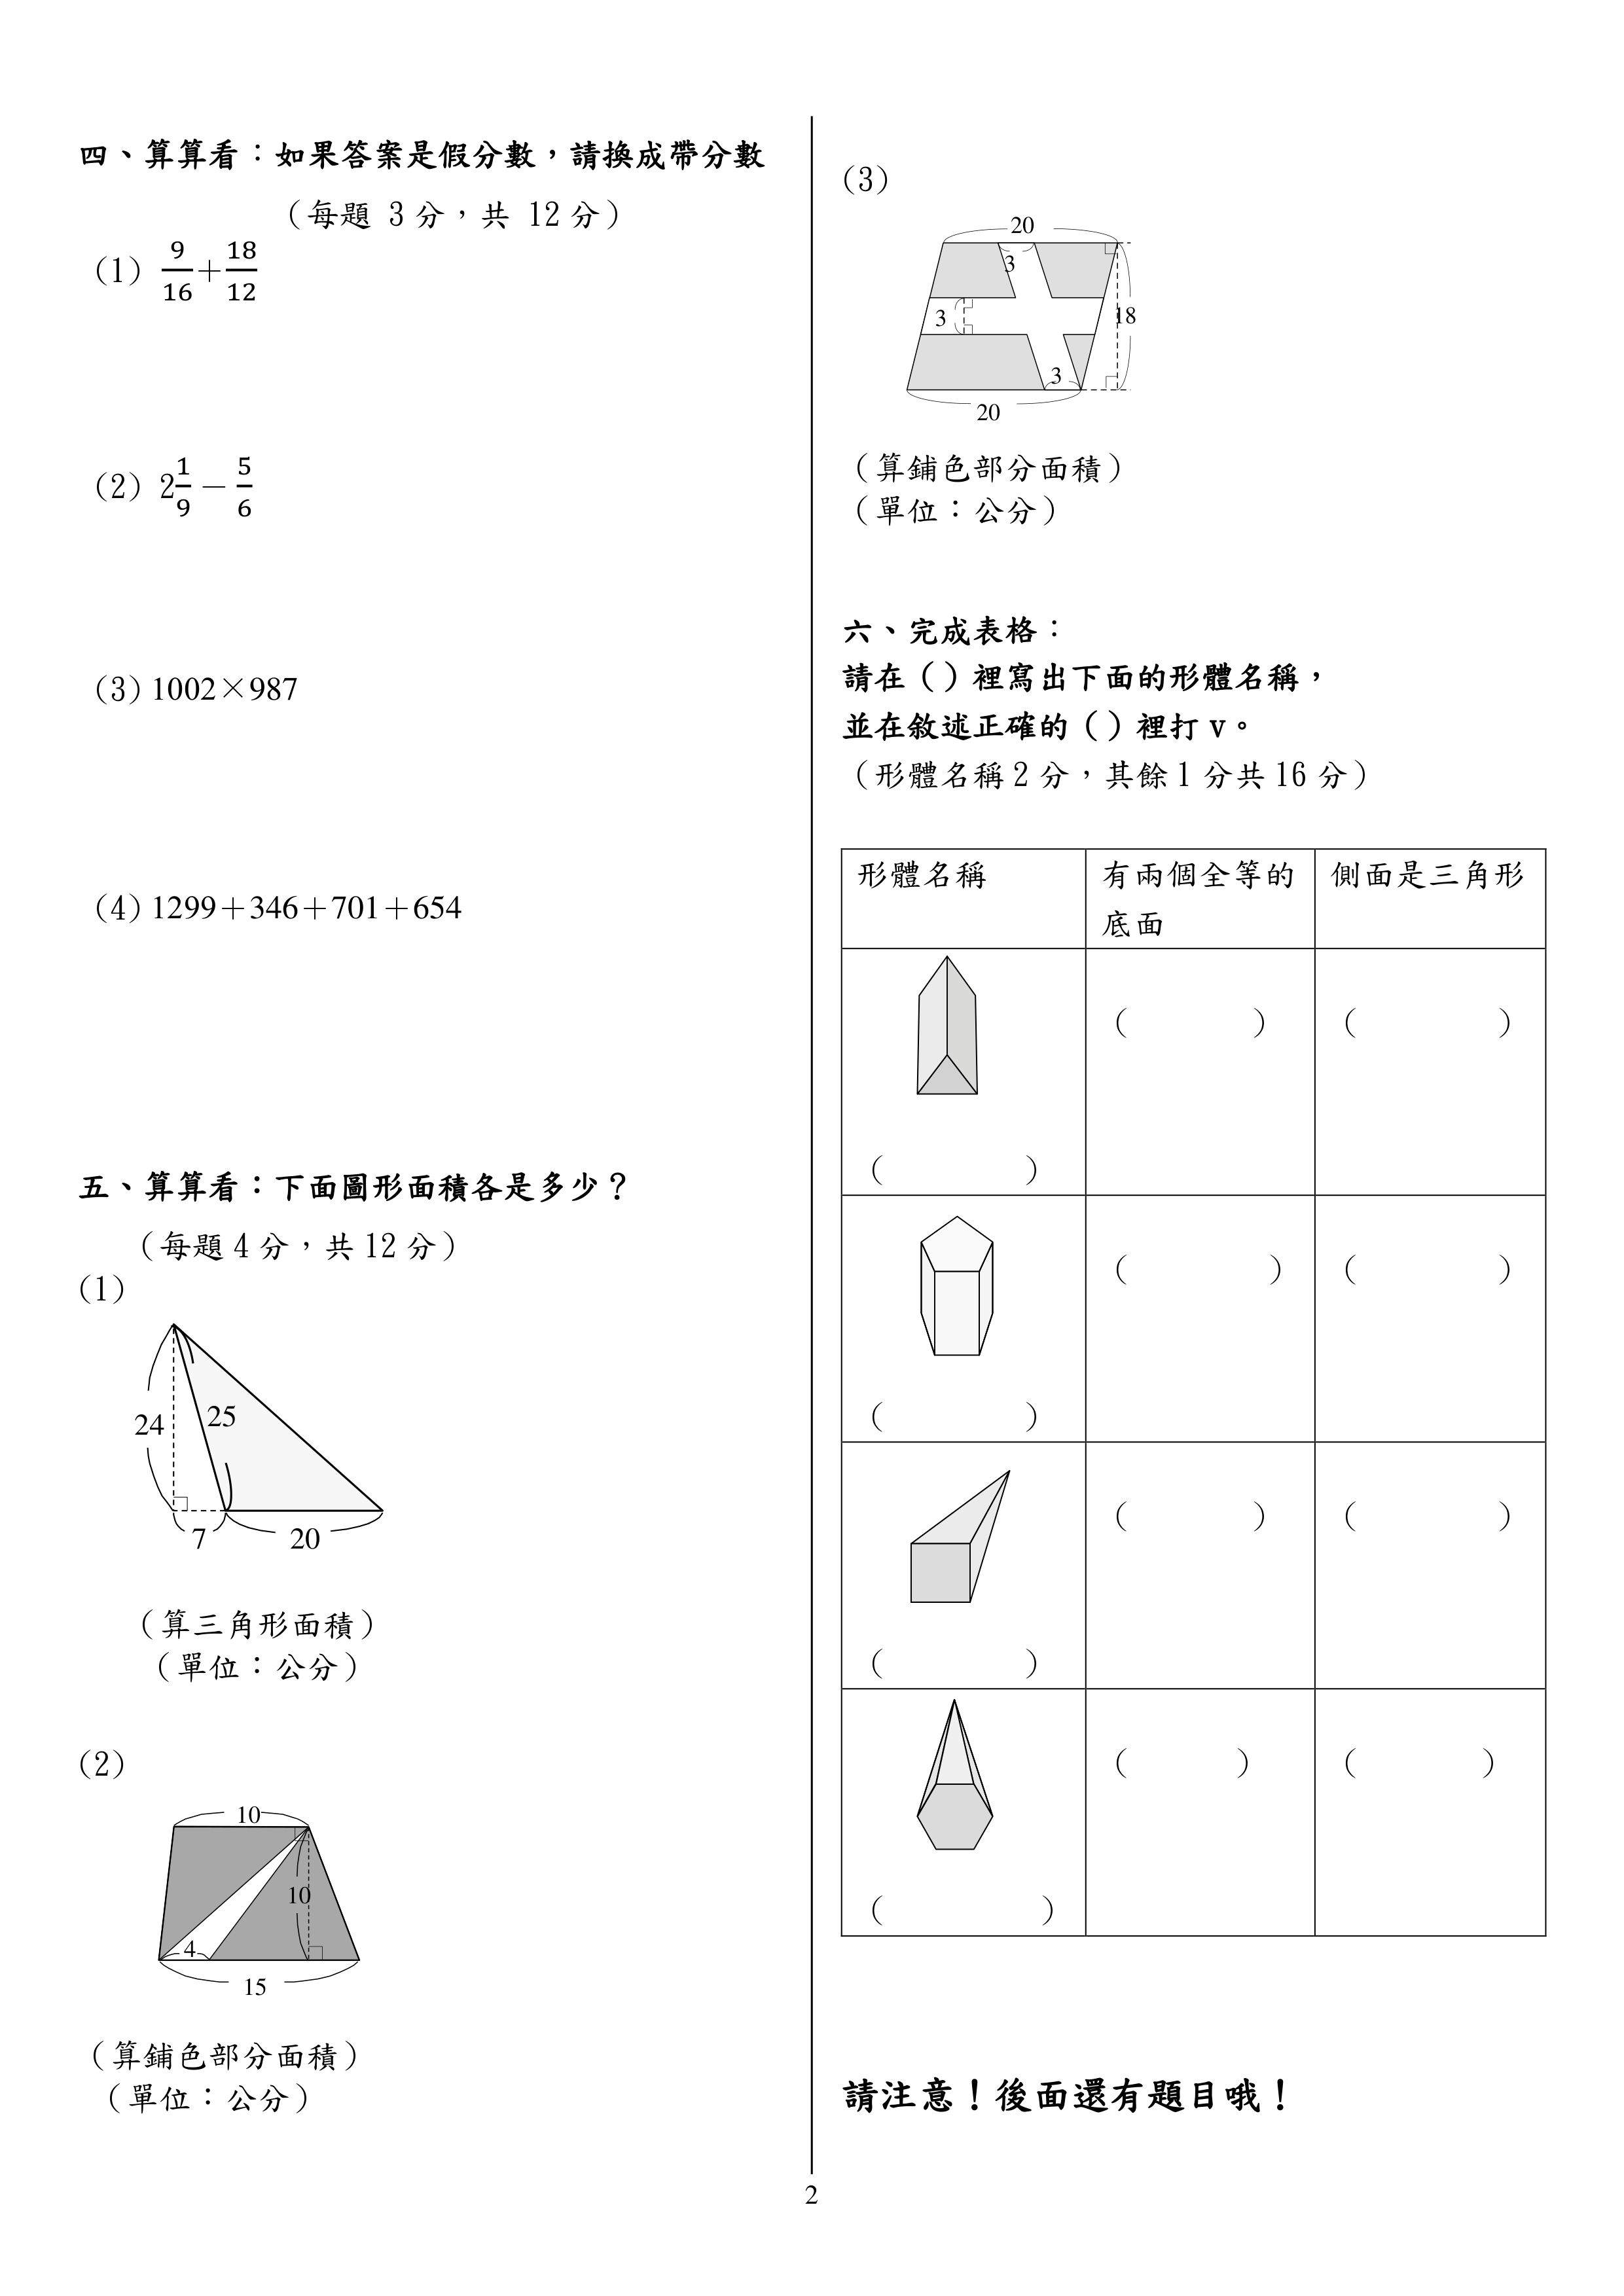 四、算算看：如果答案是假分數，請換成帶分數
（每題 3 分，共 12 分）
(1) 9/16＋18/12
(2) 2 1/9－5/6
(3) 1002×987
(4) 1299＋346＋701＋654
五、算算看：下面圖形面積各是多少？
（每題 4 分，共 12 分）
(1)
24
25
7
20
（算三角形面積）
（單位：公分）
(2)
10
10
4
15
（算鋪色部分面積）
（單位：公分）
(3)
20
3
3
18
3
20
（算鋪色部分面積）
（單位：公分）
六、完成表格：
請在（ ）裡寫出下面的形體名稱，
並在敘述正確的（ ）裡打 v。
（形體名稱 2 分，其餘 1 分共 16 分）
形體名稱
有兩個全等的
底面
側面是三角形
（ ）
（ ）
（ ）
（ ）
（ ）
（ ）
（ ）
（ ）
（ ）
（ ）
（ ）
（ ）
請注意！後面還有題目哦！
2